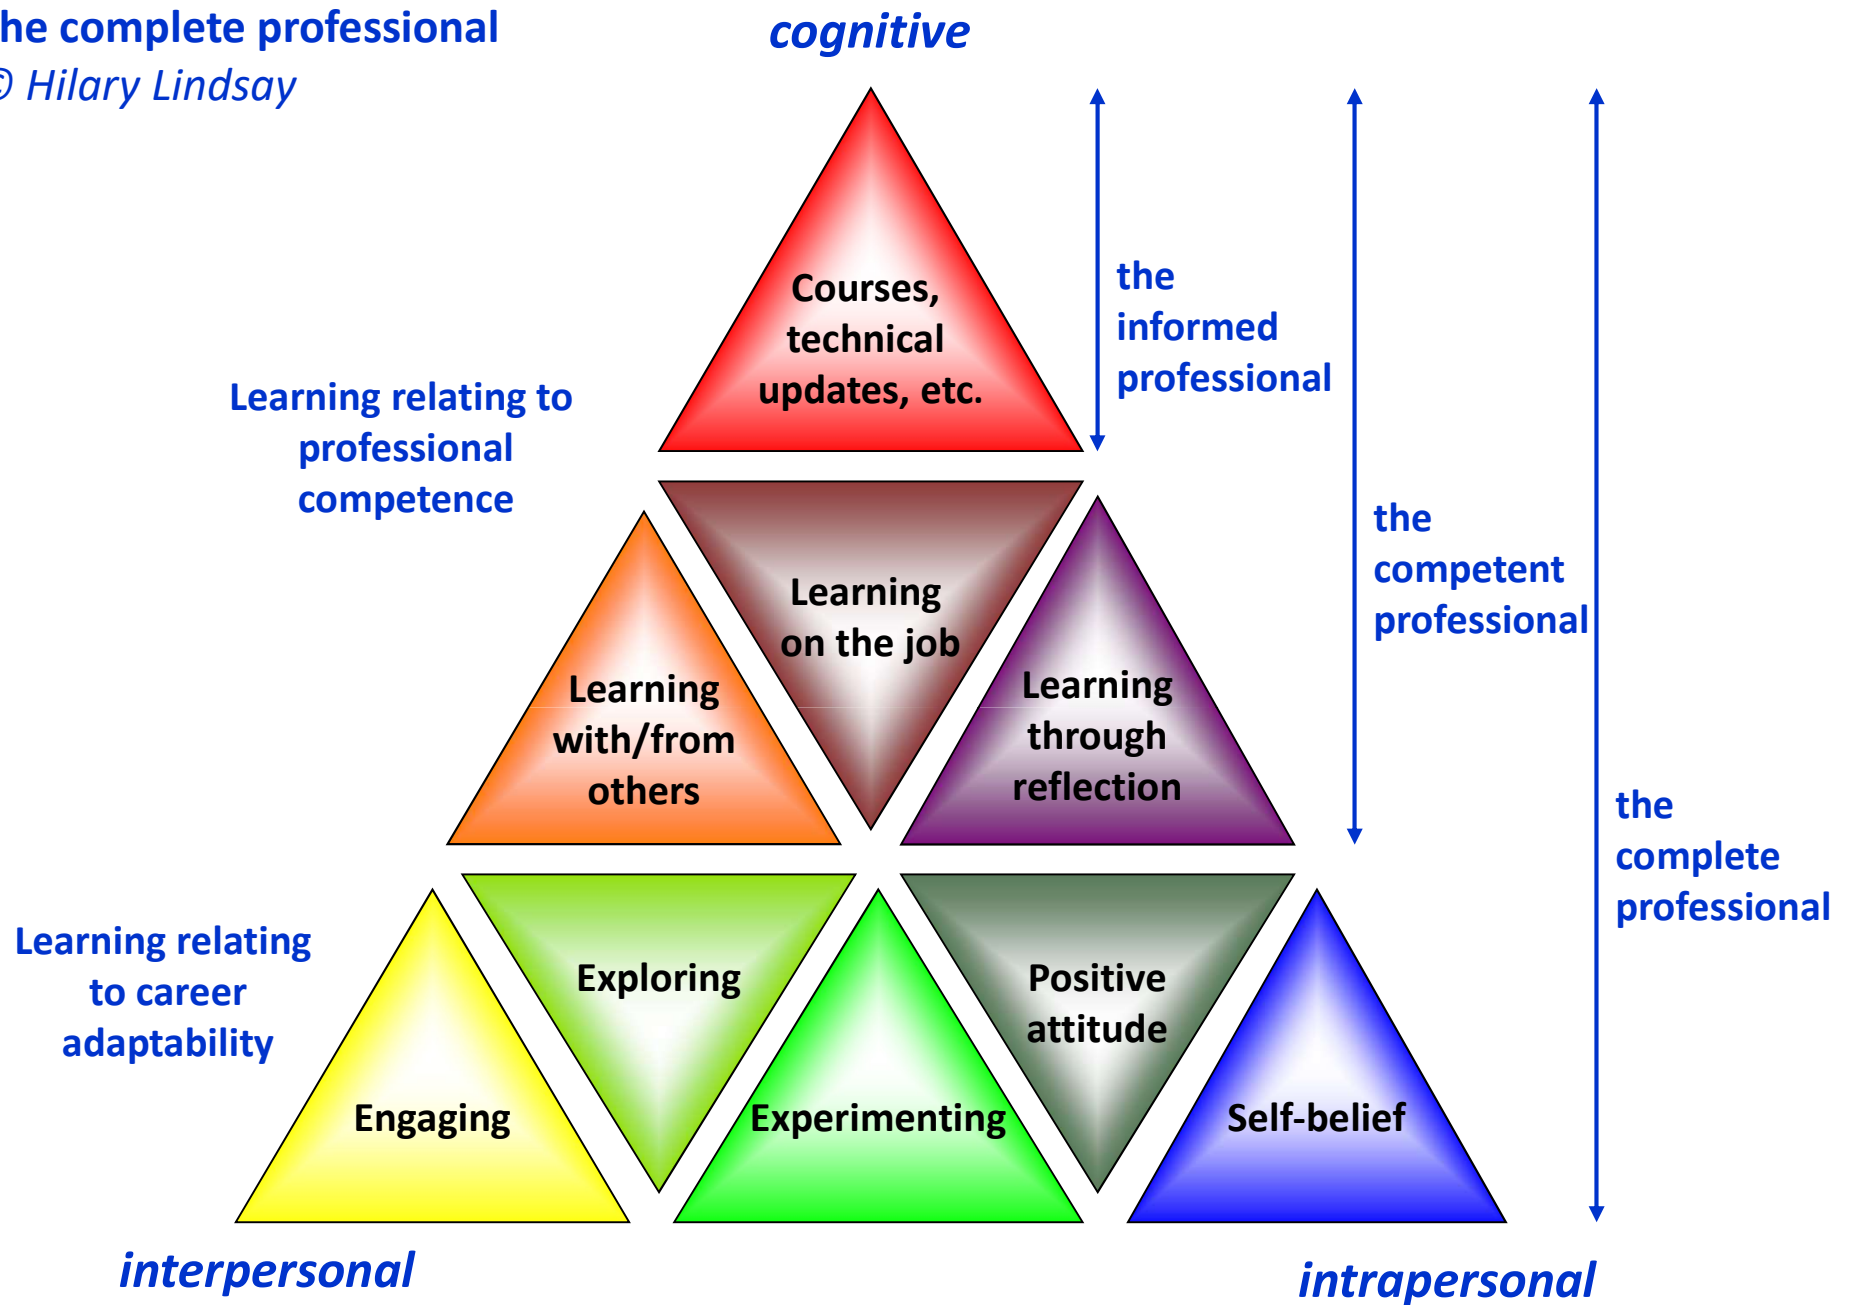 he complete professional
© Hilary Lindsay
cognitive
Courses,
technical
updates, etc.
the
informed
professional
Learning relating to
professional
competence
Learning
on the job
the
competent
professional
Learning
with/from
others
Learning
through
reflection
the
complete
professional
Learning relating
to career
adaptability
Exploring
Positive
attitude
Engaging
Experimenting
Self-belief
interpersonal
intrapersonal